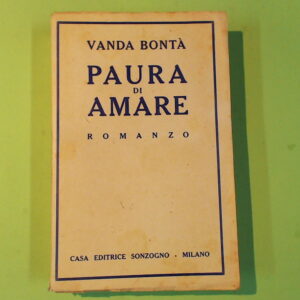 VANDA BONTÀ
PAURA
DI
AMARE
ROMANZO
CASA EDITRICE SONZOGNO - MILANO